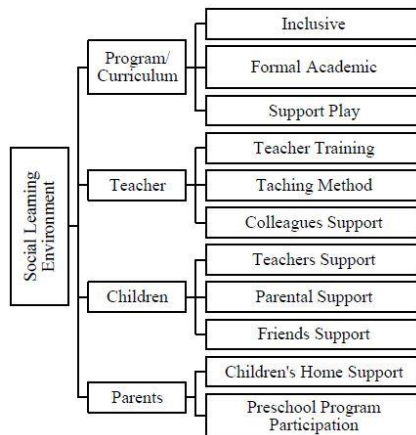 Social Learning
Environment
Program/
Curriculum
Inclusive
Formal Academic
Support Play
Teacher
Teacher Training
Taching Method
Colleagues Support
Children
Teachers Support
Parental Support
Friends Support
Parents
Children's Home Support
Preschool Program
Participation